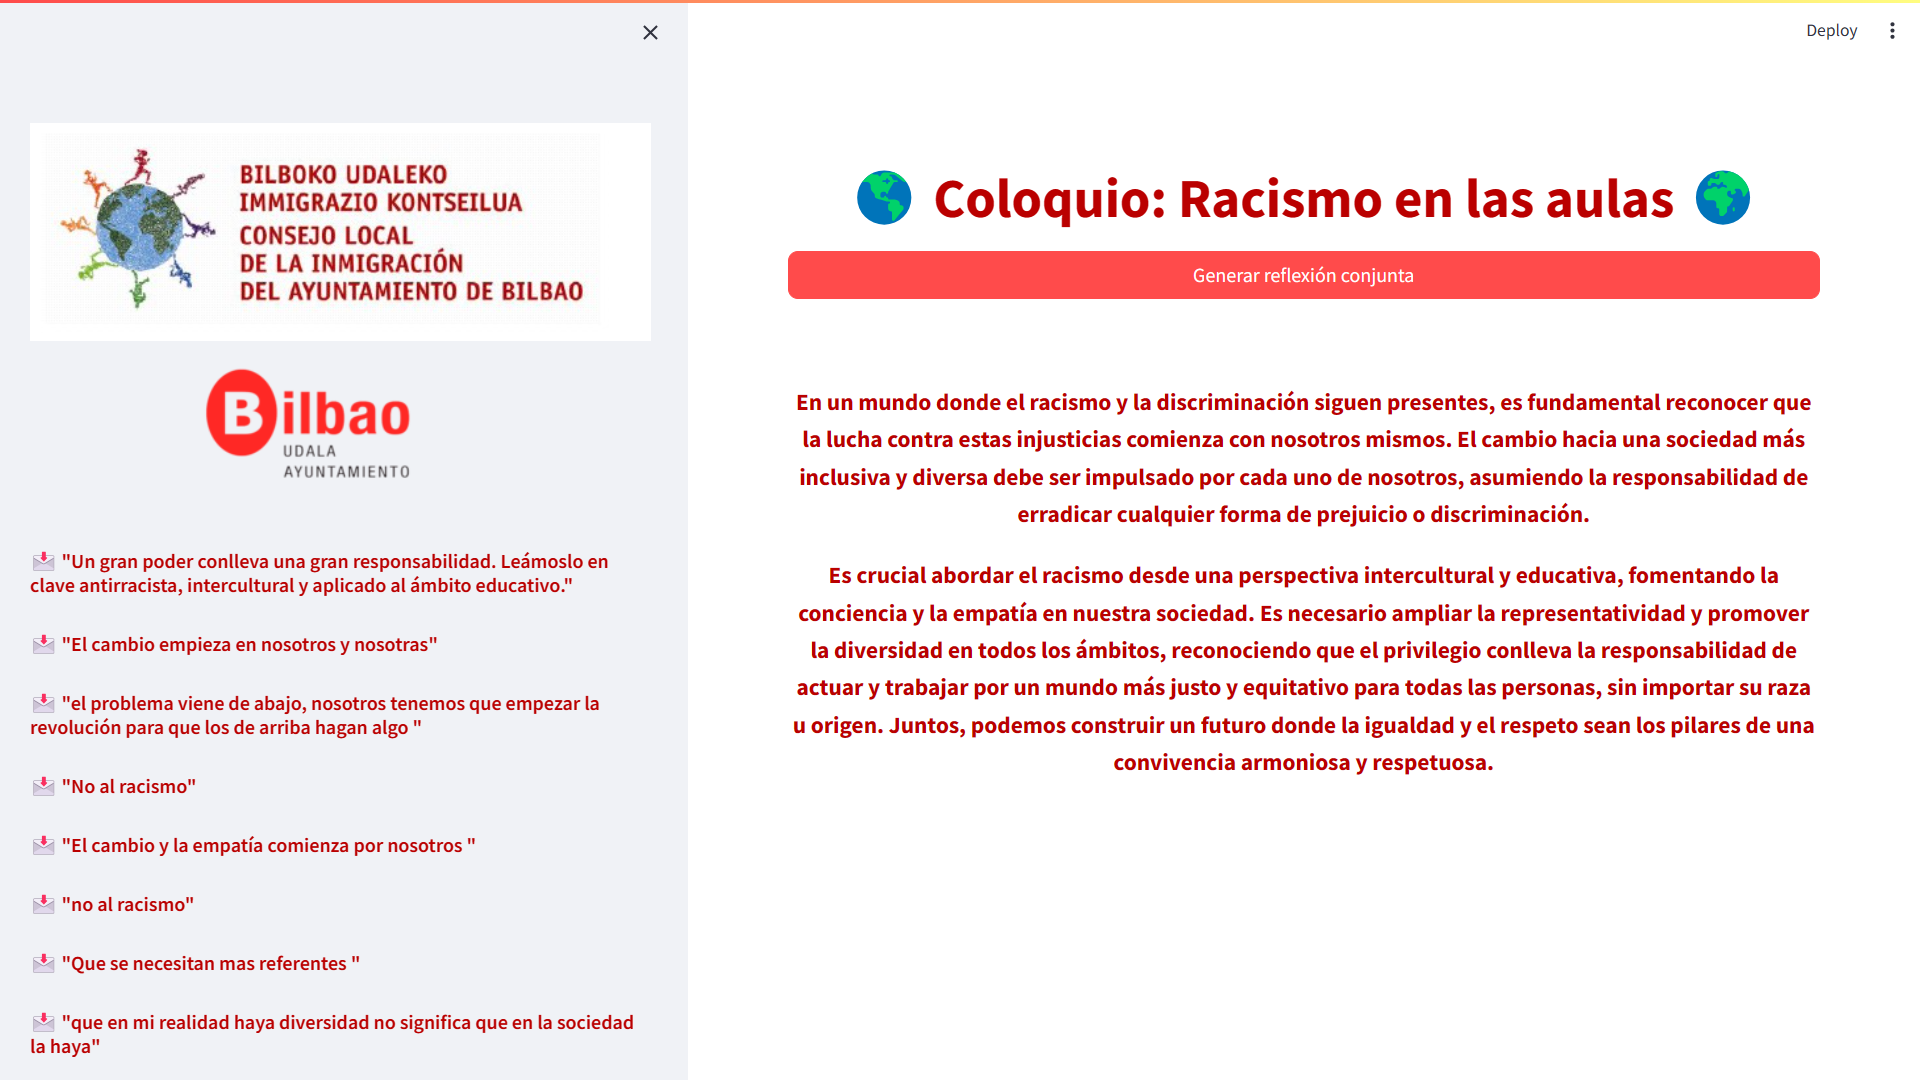 Deploy
BILBOKO UDALEKO
IMMIGRAZIO KONTSEILUA
CONSEJO LOCAL
DE LA INMIGRACIÓN
DEL AYUNTAMIENTO DE BILBAO
Bilbao
UDALA
AYUNTAMIENTO
"Un gran poder conlleva una gran responsabilidad. Leámoslo en
clave antirracista, intercultural y aplicado al ámbito educativo."
"El cambio empieza en nosotros y nosotras"
"el problema viene de abajo, nosotros tenemos que empezar la
revolución para que los de arriba hagan algo "
"No al racismo"
"El cambio y la empatía comienza por nosotros "
"no al racismo"
"Que se necesitan mas referentes "
"que en mi realidad haya diversidad no significa que en la sociedad
la haya"
Coloquio: Racismo en las aulas
Generar reflexión conjunta
En un mundo donde el racismo y la discriminación siguen presentes, es fundamental reconocer que
la lucha contra estas injusticias comienza con nosotros mismos. El cambio hacia una sociedad más
inclusiva y diversa debe ser impulsado por cada uno de nosotros, asumiendo la responsabilidad de
erradicar cualquier forma de prejuicio o discriminación.
Es crucial abordar el racismo desde una perspectiva intercultural y educativa, fomentando la
conciencia y la empatía en nuestra sociedad. Es necesario ampliar la representatividad y promover
la diversidad en todos los ámbitos, reconociendo que el privilegio conlleva la responsabilidad de
actuar y trabajar por un mundo más justo y equitativo para todas las personas, sin importar su raza
u origen. Juntos, podemos construir un futuro donde la igualdad y el respeto sean los pilares de una
convivencia armoniosa y respetuosa.